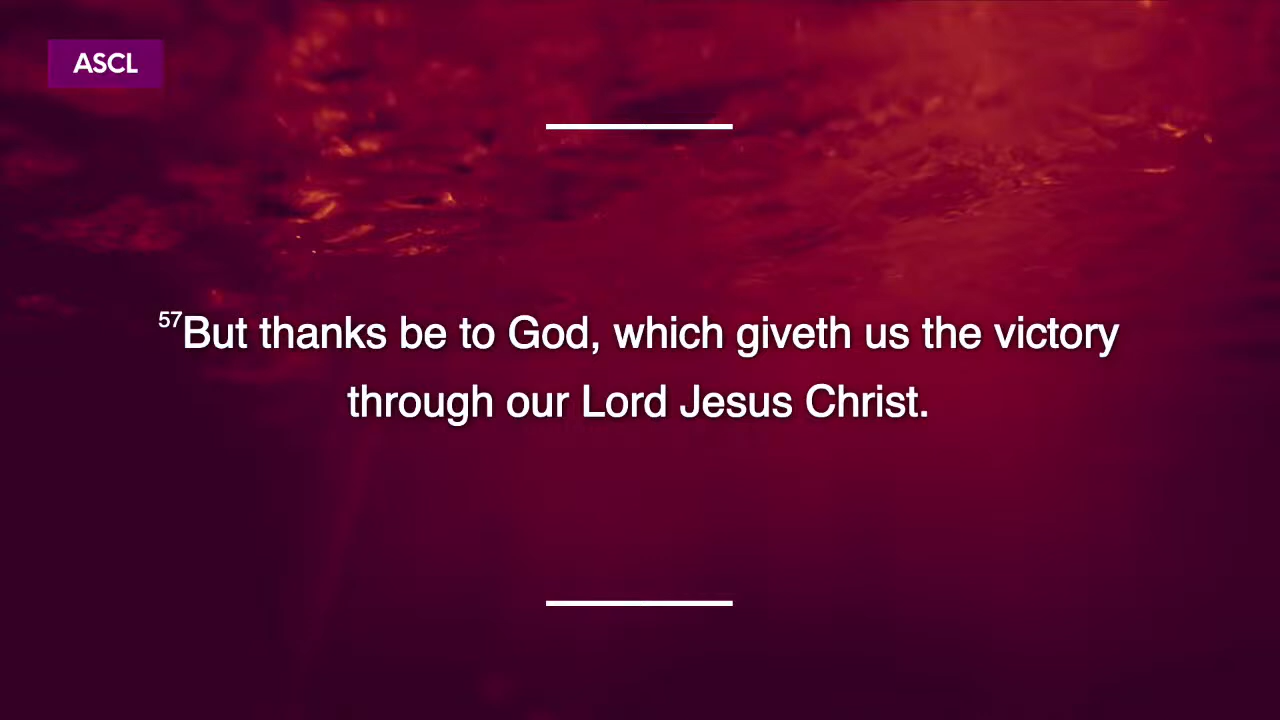 ASCL
57But thanks be to God, which giveth us the victory
through our Lord Jesus Christ.